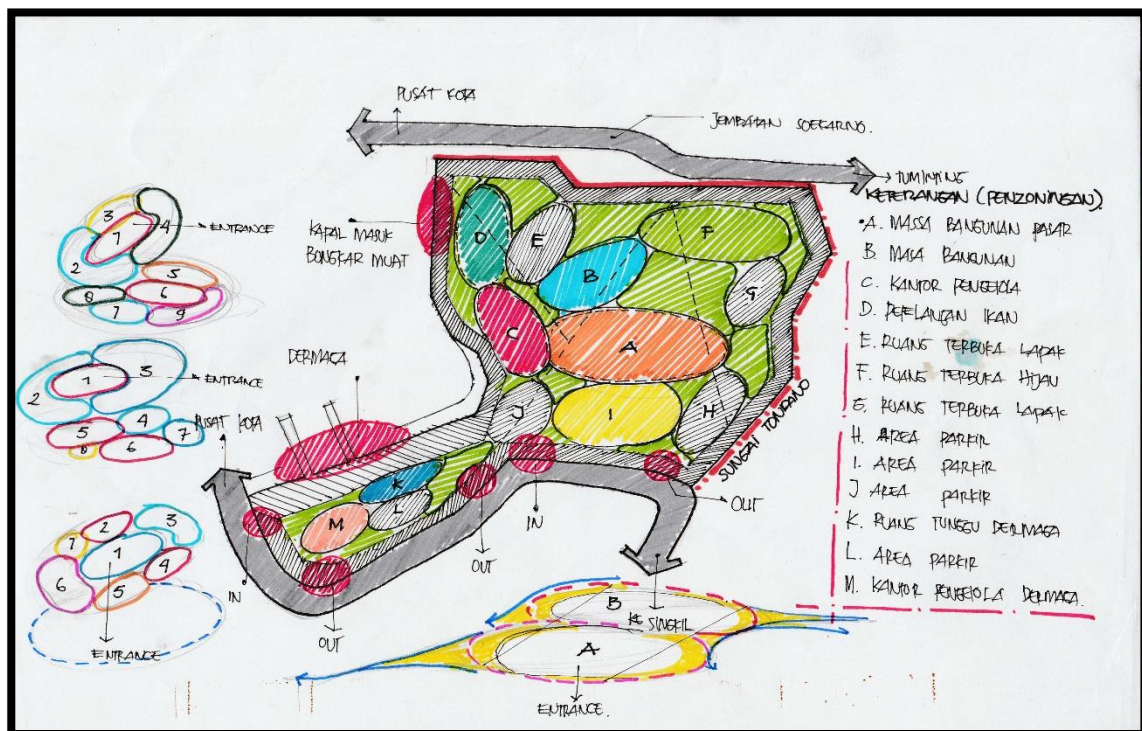 PUSAT KOTA
JEMBATAN SOEKARNO.
TUMINTING
KETERANGAN (PENZONINGAN).
• A. MASSA BANGUNAN PASAR
B. MASA BANGUNAN
C. KANTOR PENGELOLA
D. PELELANGAN IKAN
E. RUANG TERBUKA LAPAK
F. RUANG TERBUKA HIJAU
E. RUANG TERBUKA LAPAK
H. AREA PARKIR
I. AREA PARKIR
J AREA PARKIR
K. RUANG TUNGGU DERMAGA
L. AREA PARKIR
M. KANTOR PENGELOLA DERMAGA.
KAPAL MASUK
BONGKAR MUAT
DERMAGA
PUSAT KOTA
D
E
F
B
G
C
A
J
I
H
K
L
M
SUNGAI TONDANO
IN
OUT
OUT
IN
OUT
KE SINGKIL
B
A
ENTRANCE.
3
4
1
ENTRANCE
2
5
8
6
7
9
1
3
ENTRANCE
2
4
5
7
8
6
2
3
7
1
4
6
5
ENTRANCE